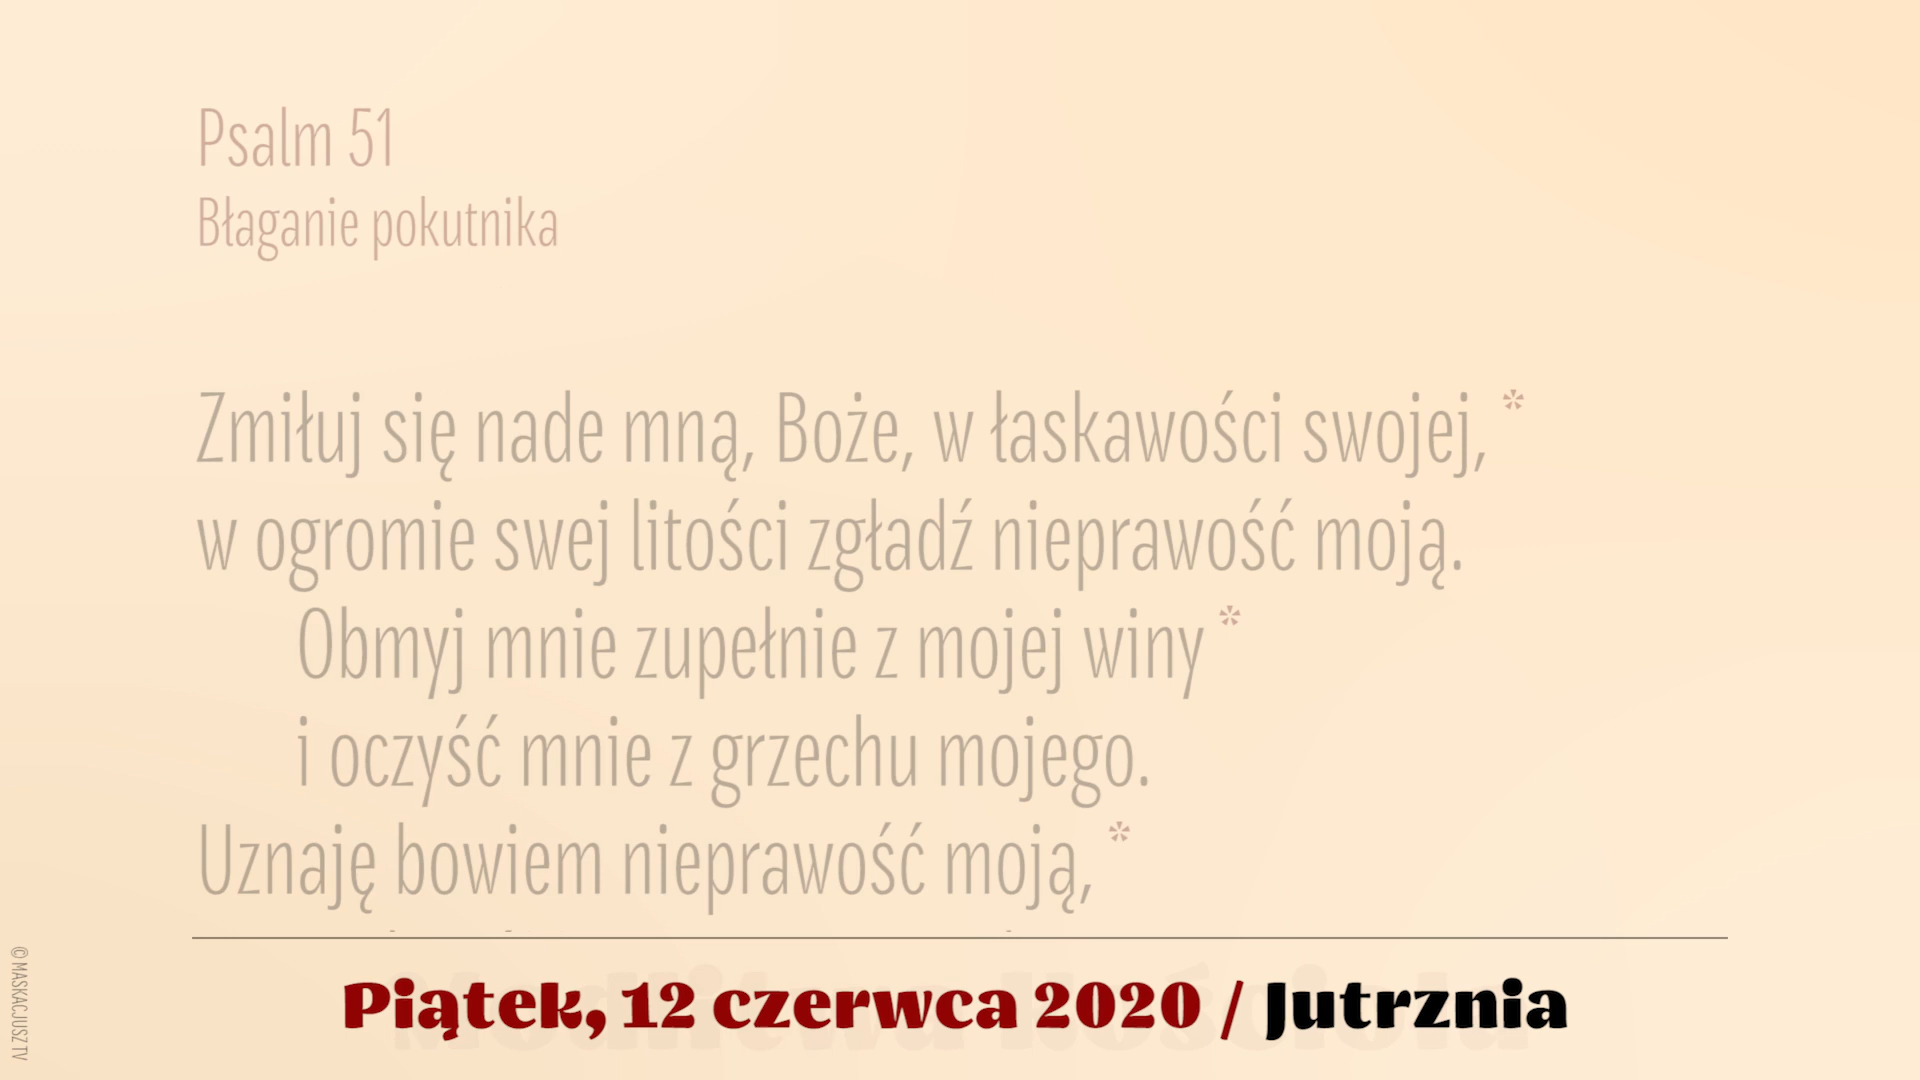 Psalm 51
Błaganie pokutnika
Zmiłuj się nade mną, Boże, w łaskawości swojej, *
w ogromie swej litości zgładź nieprawość moją.
Obmyj mnie zupełnie z mojej winy *
i oczyść mnie z grzechu mojego.
Uznaję bowiem nieprawość moją, *
Piątek, 12 czerwca 2020 / Jutrznia
© MASKACJUSZ TV